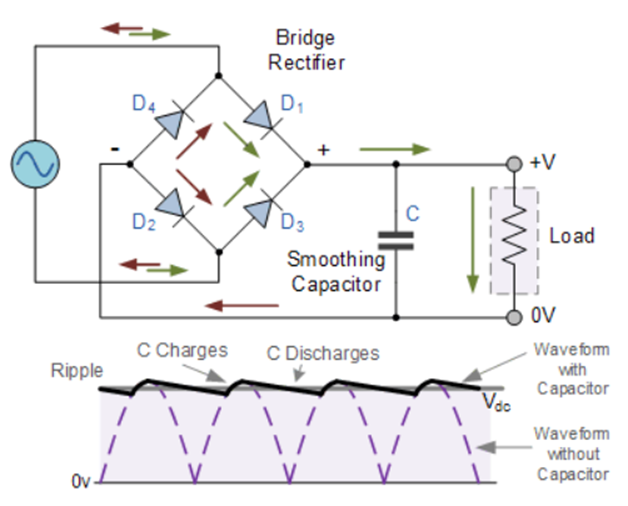 Bridge
Rectifier
D4
D1
-
+
+V
D2
D3
C
Load
Smoothing
Capacitor
0V
C Charges
C Discharges
Waveform
with
Capacitor
Ripple
Vdc
Waveform
without
Capacitor
0v